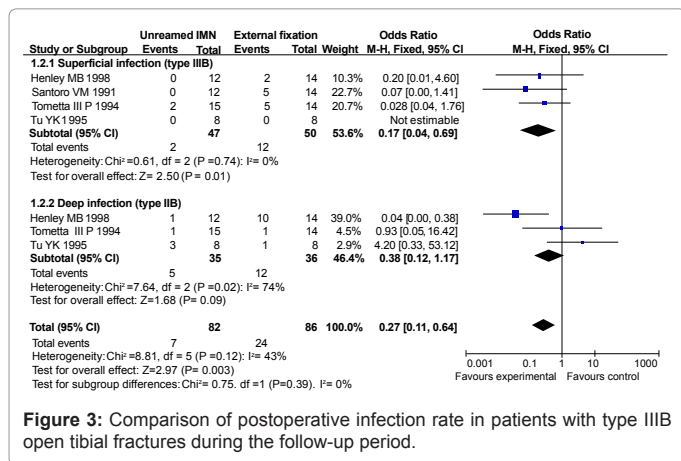 Unreamed IMN External fixation Odds Ratio Odds Ratio
Study or Subgroup Events Total Events Total Weight M-H, Fixed, 95% CI M-H, Fixed, 95% CI
1.2.1 Superficial infection (type IIIB)
Henley MB 1998 0 12 2 14 10.3% 0.20 [0.01, 4.60]
Santoro VM 1991 0 12 5 14 22.7% 0.07 [0.00, 1.41]
Tometta III P 1994 2 15 5 14 20.7% 0.028 [0.04, 1.76]
Tu YK 1995 0 8 0 8 Not estimable
Subtotal (95% CI) 47 50 53.6% 0.17 [0.04, 0.69]
Total events 2 12
Heterogeneity: Chi² =0.61, df = 2 (P =0.74): I²= 0%
Test for overall effect: Z= 2.50 (P = 0.01)
1.2.2 Deep infection (type IIB)
Henley MB 1998 1 12 10 14 39.0% 0.04 [0.00, 0.38]
Tometta III P 1994 1 15 1 14 4.5% 0.93 [0.05, 16.42]
Tu YK 1995 3 8 1 8 2.9% 4.20 [0.33, 53.12]
Subtotal (95% CI) 35 36 46.4% 0.38 [0.12, 1.17]
Total events 5 12
Heterogeneity: Chi² =7.64, df = 2 (P =0.02): I²= 74%
Test for overall effect: Z=1.68 (P= 0.09)
Total (95% CI) 82 86 100.0% 0.27 [0.11, 0.64]
Total events 7 24
Heterogeneity: Chi² =8.81, df = 5 (P =0.12): I²= 43%
Test for overall effect: Z=2.97 (P= 0.003)
Test for subgroup differences: Chi²= 0.75. df =1 (P=0.39). I²= 0%
0.001 0.1 1 10 1000
Favours experimental Favours control
Figure 3: Comparison of postoperative infection rate in patients with type IIIB
open tibial fractures during the follow-up period.